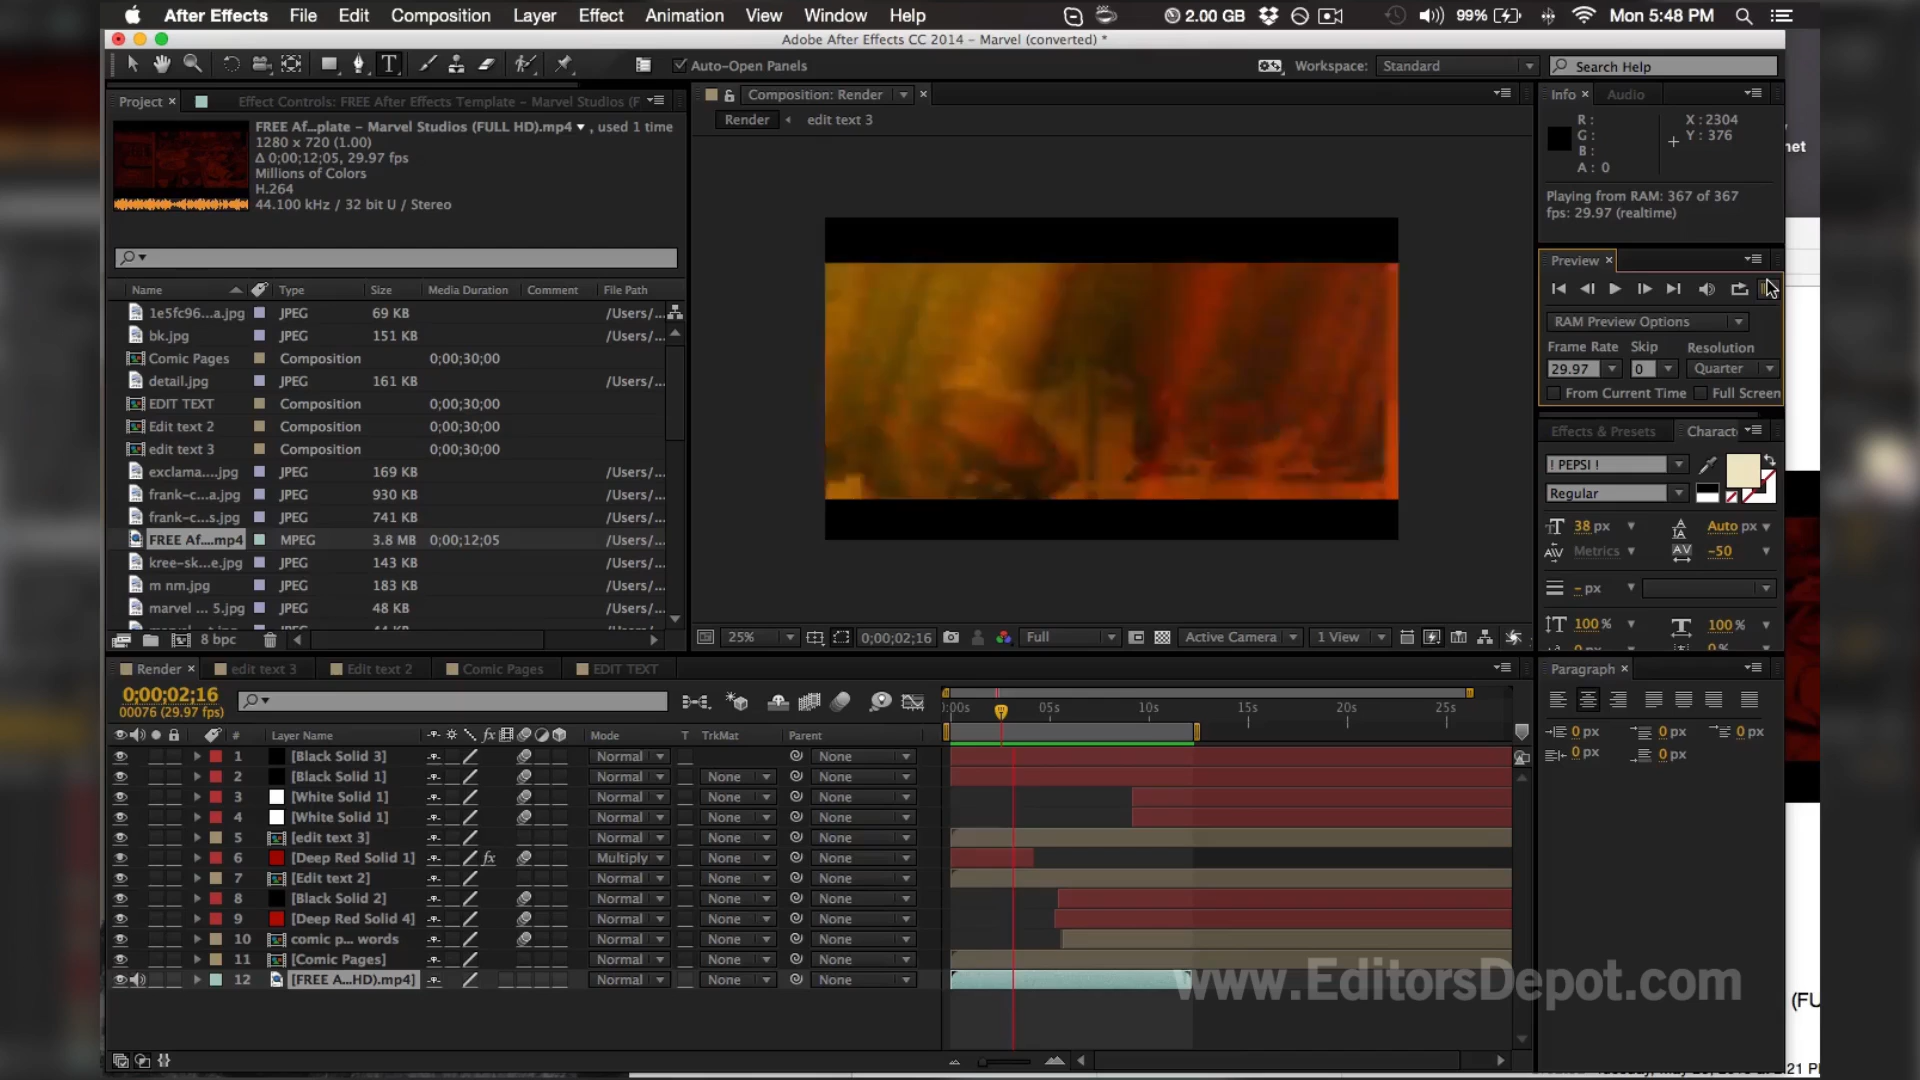 After Effects File Edit Composition Layer Effect Animation View Window Help 2.00 GB 99% Mon 5:48 PM
Adobe After Effects CC 2014 – Marvel (converted) *
Auto-Open Panels Workspace: Standard Search Help
Project Effect Controls: FREE After Effects Template – Marvel Studios (F
FREE Af...plate – Marvel Studios (FULL HD).mp4 , used 1 time
1280 x 720 (1.00)
Δ 0;00;12;05, 29.97 fps
Millions of Colors
H.264
44.100 kHz / 32 bit U / Stereo
Name Type Size Media Duration Comment File Path
1e5fc96...a.jpg JPEG 69 KB /Users/...
bk.jpg JPEG 151 KB /Users/...
Comic Pages Composition 0;00;30;00
detail.jpg JPEG 161 KB /Users/...
EDIT TEXT Composition 0;00;30;00
Edit text 2 Composition 0;00;30;00
edit text 3 Composition 0;00;30;00
exclama....jpg JPEG 169 KB /Users/...
frank-c...a.jpg JPEG 930 KB /Users/...
frank-c...s.jpg JPEG 741 KB /Users/...
FREE Af....mp4 MPEG 3.8 MB 0;00;12;05 /Users/...
kree-sk...e.jpg JPEG 143 KB /Users/...
m nm.jpg JPEG 183 KB /Users/...
marvel ... 5.jpg JPEG 48 KB /Users/...
8 bpc
Composition: Render
Render edit text 3
25% 0;00;02;16 Full Active Camera 1 View
Info Audio
R: X: 2304
G: Y: 376
B:
A: 0
Playing from RAM: 367 of 367
fps: 29.97 (realtime)
Preview
RAM Preview Options
Frame Rate Skip Resolution
29.97 0 Quarter
From Current Time Full Screen
Effects & Presets Charact
! PEPSI !
Regular
38 px Auto px
Metrics -50
- px
100 % 100 %
Paragraph
0 px 0 px 0 px
0 px 0 px
Render edit text 3 Edit text 2 Comic Pages EDIT TEXT
0;00;02;16
00076 (29.97 fps)
:00s 05s 10s 15s 20s 25s
# Layer Name Mode T TrkMat Parent
1 [Black Solid 3] Normal None
2 [Black Solid 1] Normal None None
3 [White Solid 1] Normal None None
4 [White Solid 1] Normal None None
5 [edit text 3] Normal None None
6 [Deep Red Solid 1] fx Multiply None None
7 [Edit text 2] Normal None None
8 [Black Solid 2] Normal None None
9 [Deep Red Solid 4] Normal None None
10 comic p... words Normal None None
11 [Comic Pages] Normal None None
12 [FREE A...HD).mp4] Normal None None
www.EditorsDepot.com
net
(FU